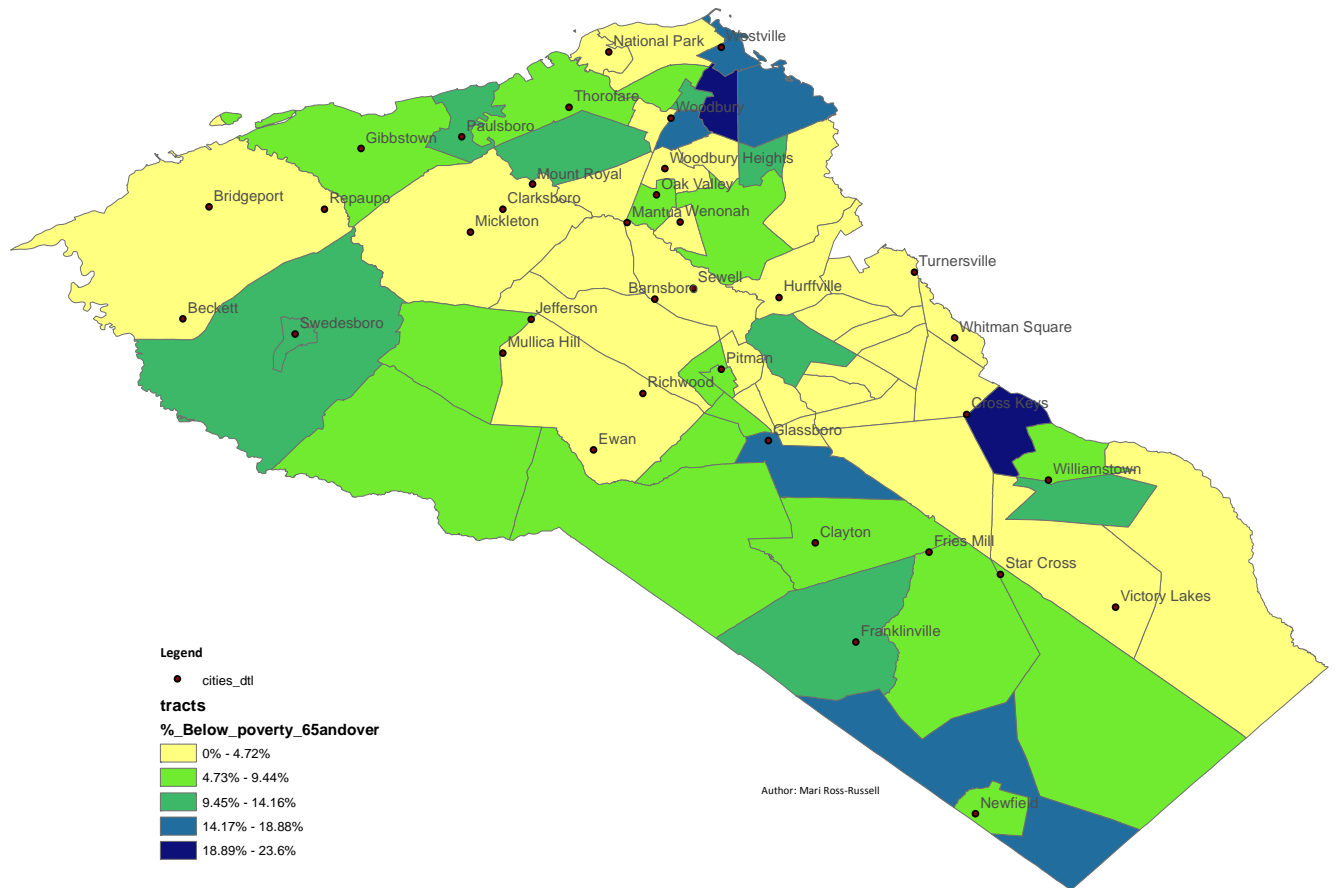 Westville
National Park
Thorofare
Woodbury
Paulsboro
Gibbstown
Woodbury Heights
Mount Royal
Oak Valley
Bridgeport
Repaupo
Clarksboro
Mantua
Wenonah
Mickleton
Turnersville
Sewell
Hurffville
Barnsboro
Beckett
Jefferson
Swedesboro
Whitman Square
Mullica Hill
Pitman
Richwood
Cross Keys
Glassboro
Ewan
Williamstown
Clayton
Fries Mill
Star Cross
Victory Lakes
Franklinville
Newfield
Legend
cities_dtl
tracts
%_Below_poverty_65andover
0% - 4.72%
4.73% - 9.44%
9.45% - 14.16%
14.17% - 18.88%
18.89% - 23.6%
Author: Mari Ross-Russell